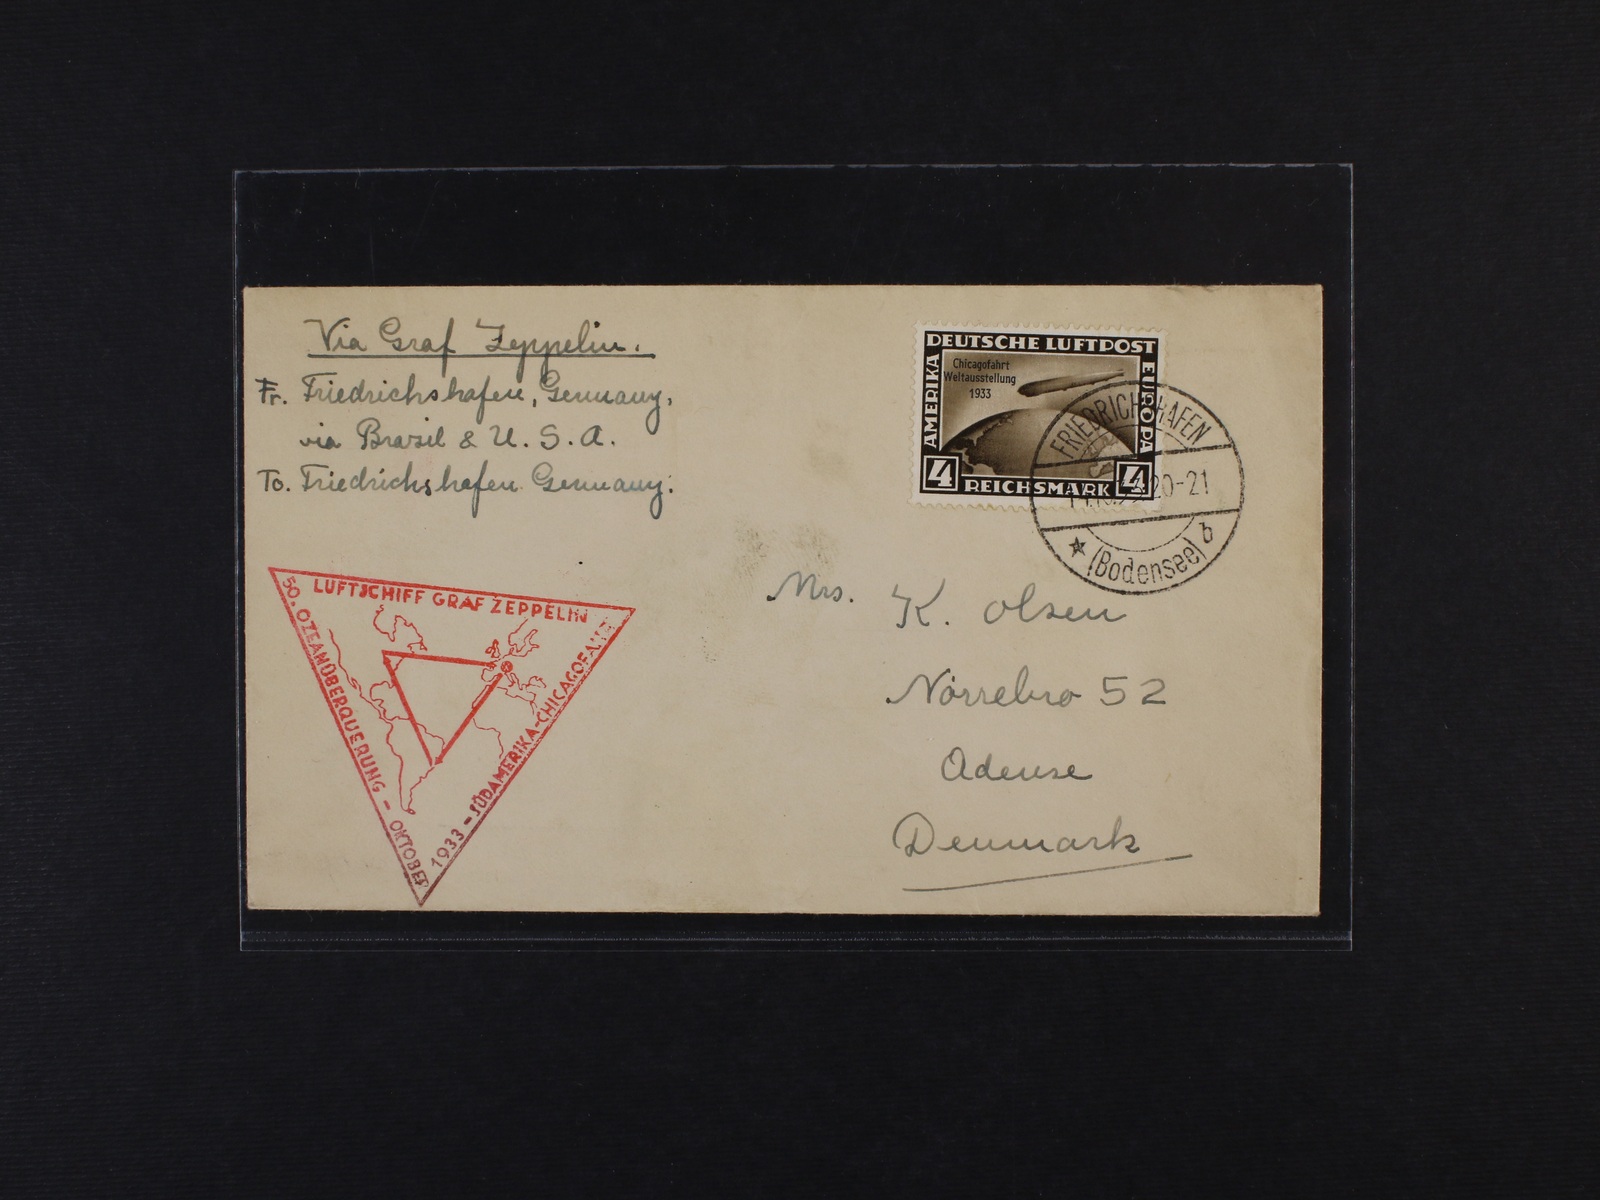 Via Graf Zeppelin.
Fr. Friedrichshafen, Germany,
via Brazil & U. S. A.
To. Friedrichshafen Germany.
DEUTSCHE LUFTPOST
AMERIKA
EUROPA
Chicagofahrt
Weltausstellung
1933
4 REICHSMARK 4
FRIEDRICHSHAFEN
20-21
(Bodensee) b
LUFTSCHIFF GRAF ZEPPELIN
50. OZEANÜBERQUERUNG - OKTOBER
1933 - SÜDAMERIKA-CHICAGOFAHRT
Mrs. K. Olsen
Nörrebro 52
Odense
Denmark